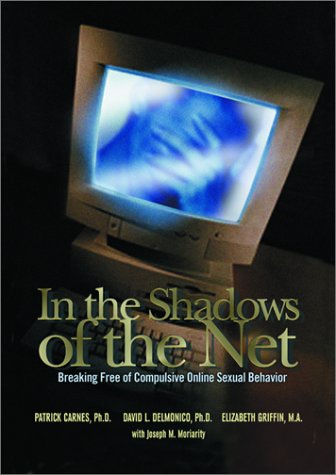 In the Shadows
of the Net
Breaking Free of Compulsive Online Sexual Behavior
PATRICK CARNES, Ph.D. DAVID L. DELMONICO, Ph.D. ELIZABETH GRIFFIN, M.A.
with Joseph M. Moriarity